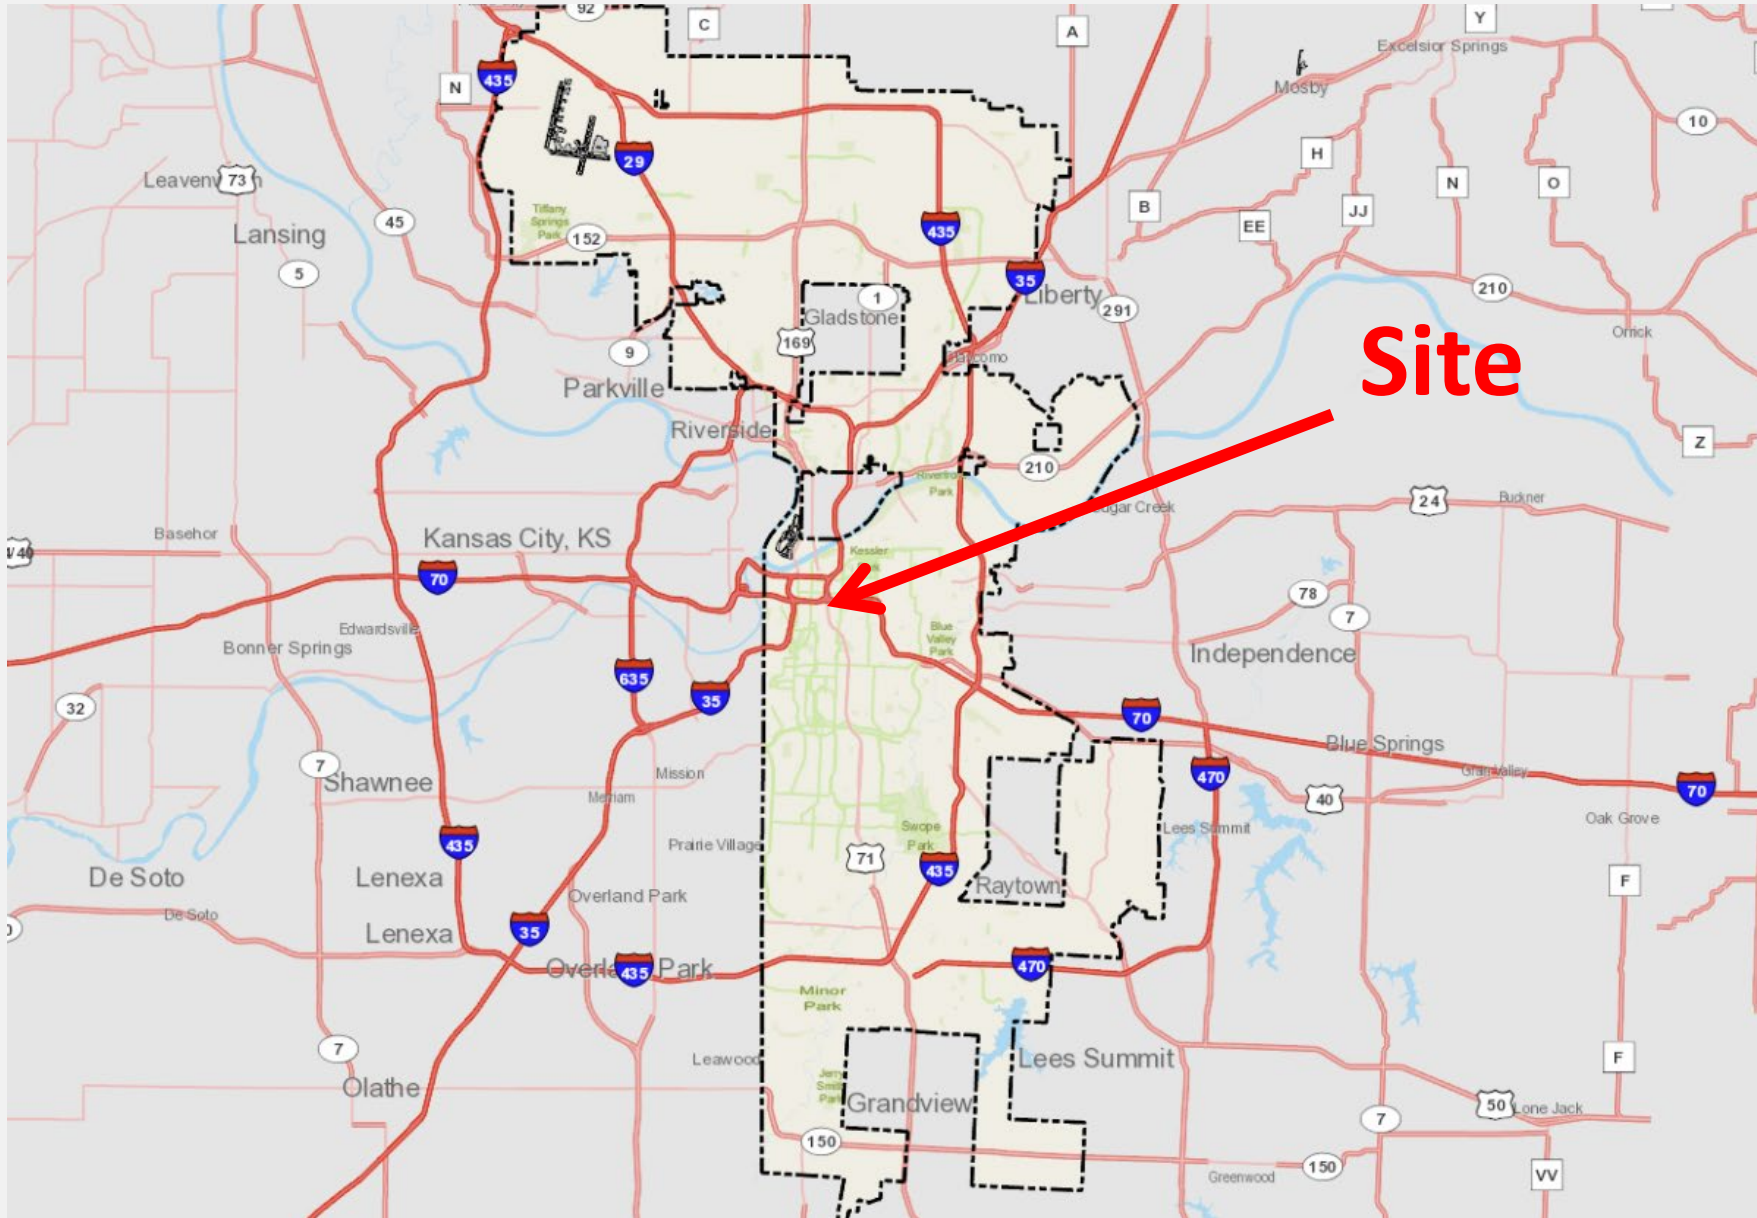 92
C
A
Y
Excelsior Springs
435
N
Mosby
10
29
H
Leavenw
73
N
O
45
Tiffany
Springs
Park
152
B
JJ
EE
435
Lansing
5
35
1
Liberty
291
210
Gladstone
169
Orrick
9
Site
Parkville
Riverside
Z
210
Park
24
Buckner
Basehor
Kansas City, KS
Kessler
70
78
7
Edwardsville
Blue
Valley
Park
Bonner Springs
Independence
635
35
32
70
Blue Springs
7
Shawnee
Mission
470
Grain Valley
Merriam
40
70
Oak Grove
Swope
Park
Lees Summit
435
Prairie Village
71
435
De Soto
Lenexa
Raytown
F
Overland Park
De Soto
Lenexa
35
Overland Park
435
470
Minor
Park
7
Leawood
Lees Summit
F
Olathe
Jerry
Smith
Park
Grandview
50
Lone Jack
7
150
Greenwood
150
VV